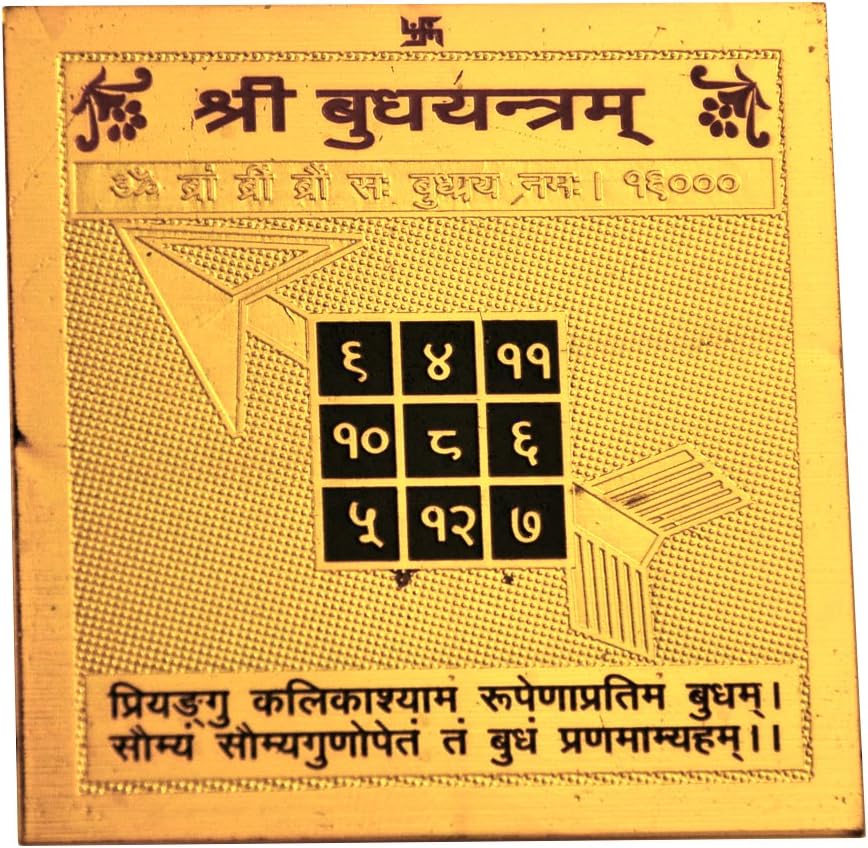 श्री बुधयन्त्रम्
ॐ ब्रां ब्रीं ब्रौं सः बुधाय नमः। १६०००
६ ४ ११
१० ८ ६
५ १२ ७
प्रियङ्गु कलिकाश्यामं रूपेणाप्रतिमं बुधम्।
सौम्यं सौम्यगुणोपेतं तं बुधं प्रणमाम्यहम्।।